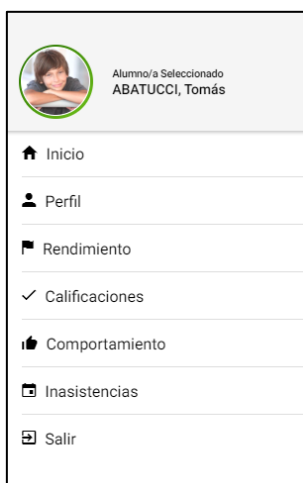 Alumno/a Seleccionado
ABATUCCI, Tomás
Inicio
Perfil
Rendimiento
Calificaciones
Comportamiento
Inasistencias
Salir